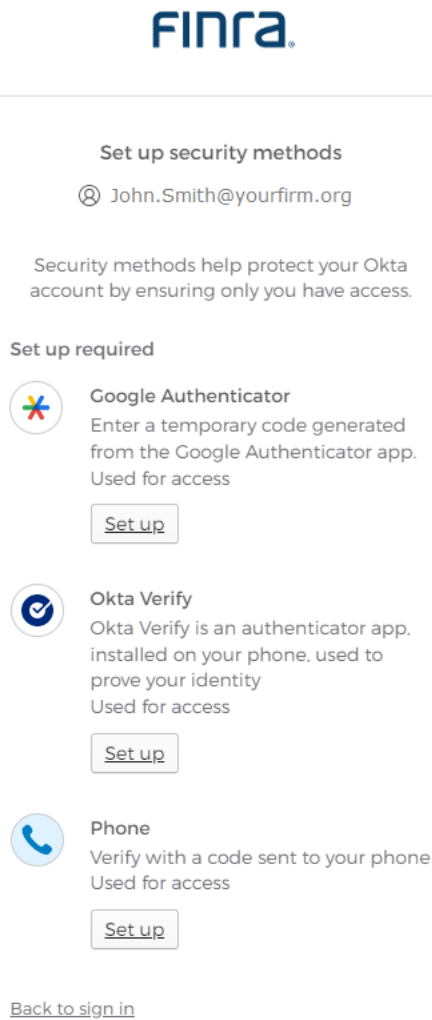 FINRA.
Set up security methods
John.Smith@yourfirm.org
Security methods help protect your Okta
account by ensuring only you have access.
Set up required
Google Authenticator
Enter a temporary code generated
from the Google Authenticator app.
Used for access
Set up
Okta Verify
Okta Verify is an authenticator app,
installed on your phone, used to
prove your identity
Used for access
Set up
Phone
Verify with a code sent to your phone
Used for access
Set up
Back to sign in